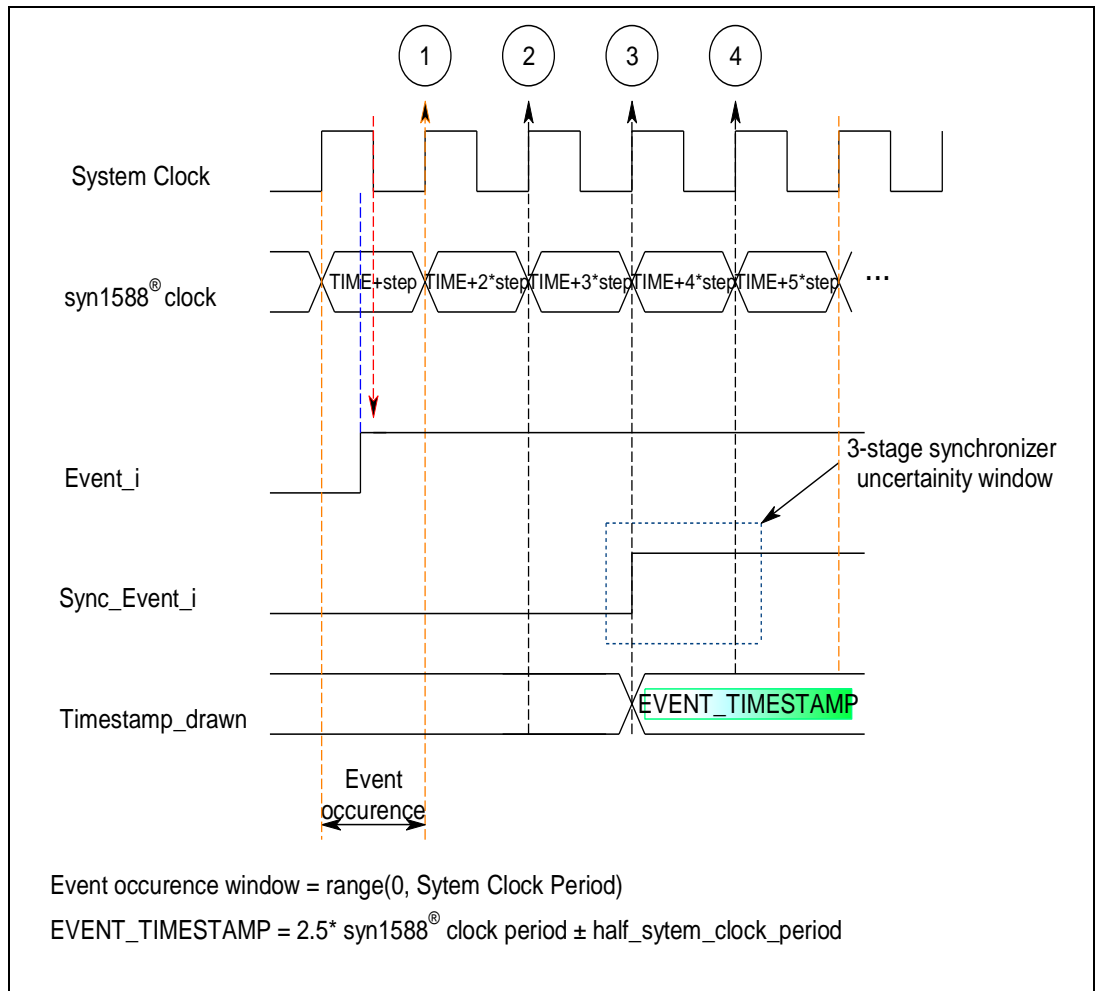 1 2 3 4
System Clock
syn1588® clock
TIME+step TIME+2*step TIME+3*step TIME+4*step TIME+5*step ...
3-stage synchronizer
uncertainity window
Event_i
Sync_Event_i
Timestamp_drawn
EVENT_TIMESTAMP
Event
occurence
Event occurence window = range(0, Sytem Clock Period)
EVENT_TIMESTAMP = 2.5* syn1588® clock period ± half_sytem_clock_period